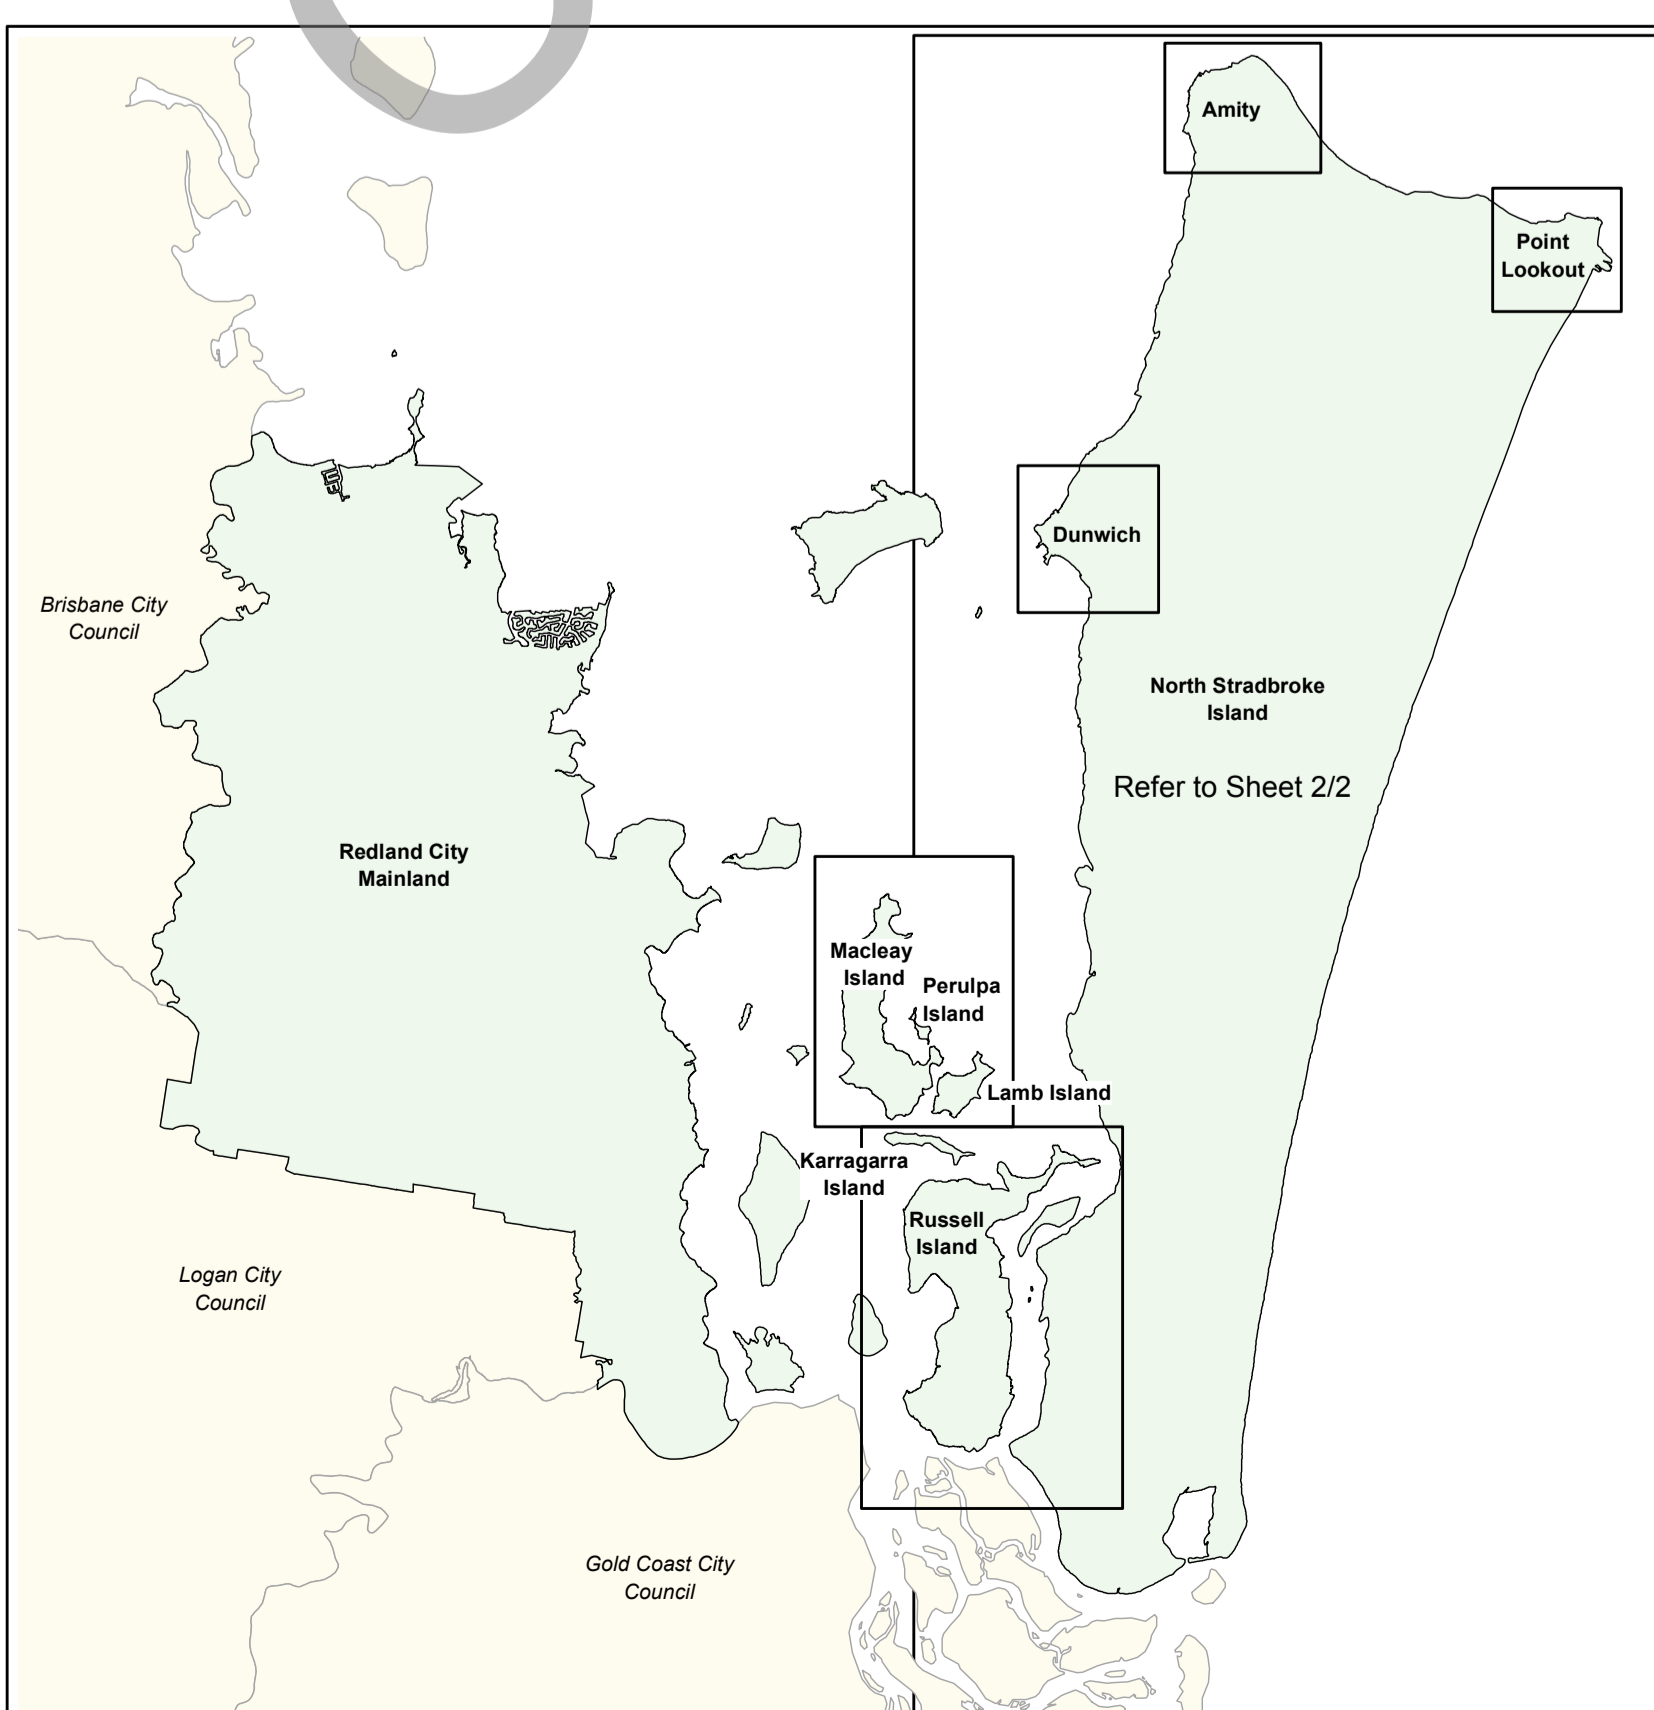 Amity
Point
Lookout
Dunwich
Brisbane City
Council
North Stradbroke
Island
Refer to Sheet 2/2
Redland City
Mainland
Macleay
Island
Perulpa
Island
Lamb Island
Karragarra
Island
Russell
Island
Logan City
Council
Gold Coast City
Council